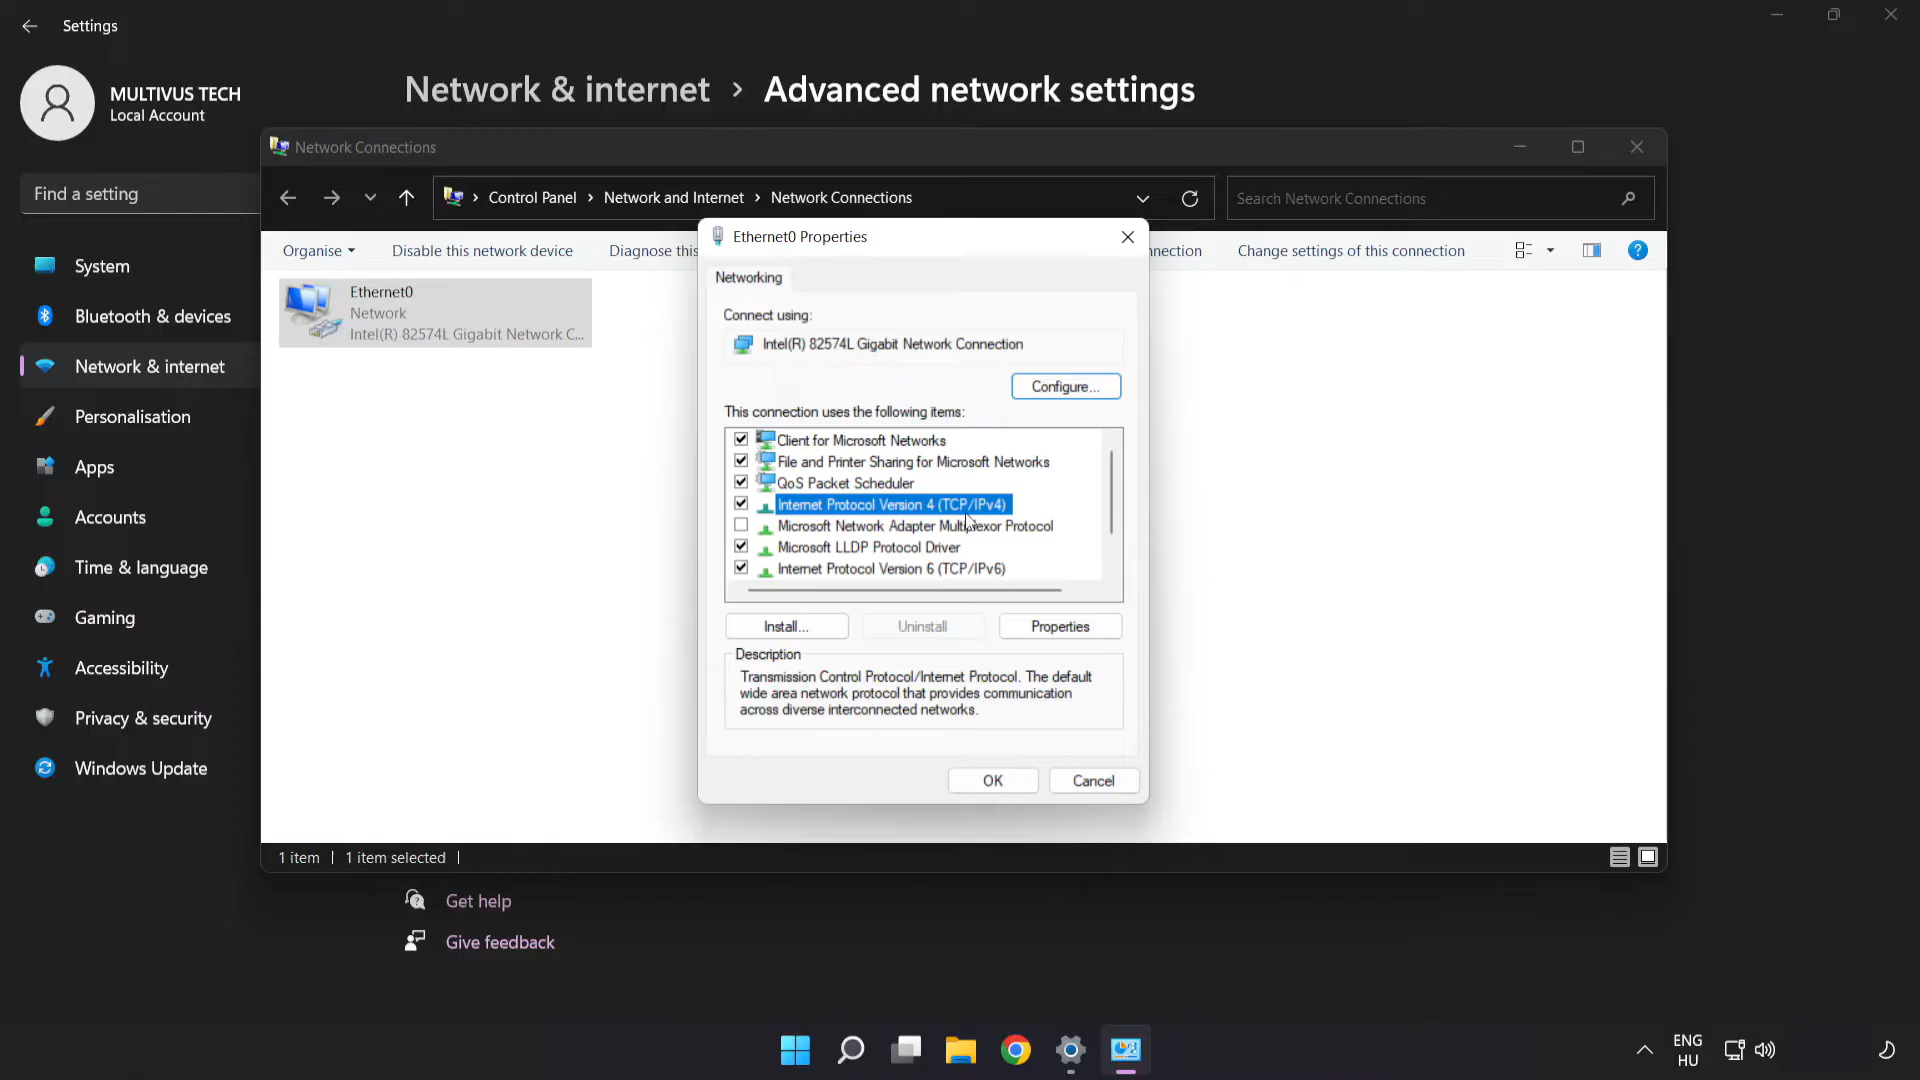 Settings
MULTIVUS TECH
Local Account
Find a setting
System
Bluetooth & devices
Network & internet
Personalisation
Apps
Accounts
Time & language
Gaming
Accessibility
Privacy & security
Windows Update
Network & internet > Advanced network settings
Network Connections
Control Panel > Network and Internet > Network Connections
Search Network Connections
Organise Disable this network device Diagnose this nnection Change settings of this connection
Ethernet0
Network
Intel(R) 82574L Gigabit Network C...
Ethernet0 Properties
Networking
Connect using:
Intel(R) 82574L Gigabit Network Connection
Configure...
This connection uses the following items:
Client for Microsoft Networks
File and Printer Sharing for Microsoft Networks
QoS Packet Scheduler
Internet Protocol Version 4 (TCP/IPv4)
Microsoft Network Adapter Multiplexor Protocol
Microsoft LLDP Protocol Driver
Internet Protocol Version 6 (TCP/IPv6)
Install... Uninstall Properties
Description
Transmission Control Protocol/Internet Protocol. The default
wide area network protocol that provides communication
across diverse interconnected networks.
OK Cancel
1 item 1 item selected
Get help
Give feedback
ENG
HU